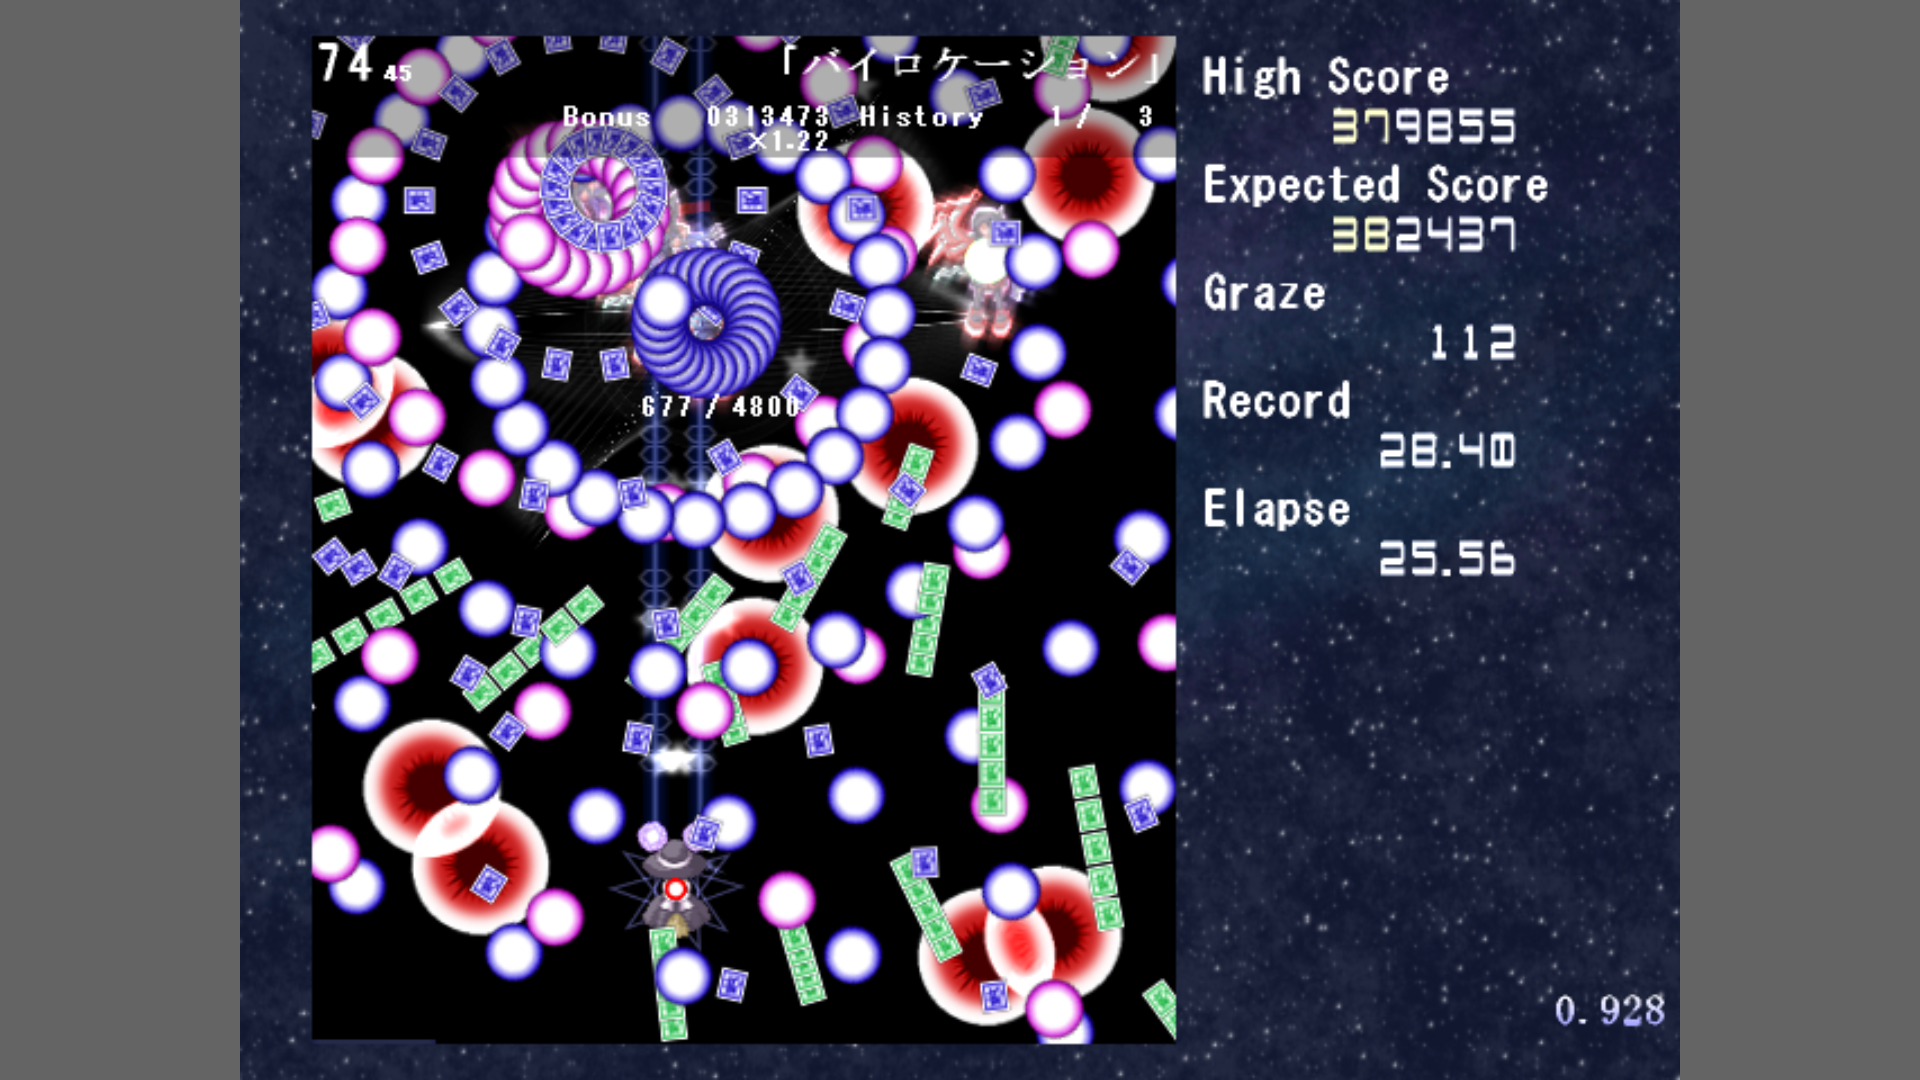 74 45
「バイロケーション」
Bonus 0313473 History 1 / 3
×1.22
677 / 4800
High Score
379855
Expected Score
382437
Graze
112
Record
28.40
Elapse
25.56
0.928